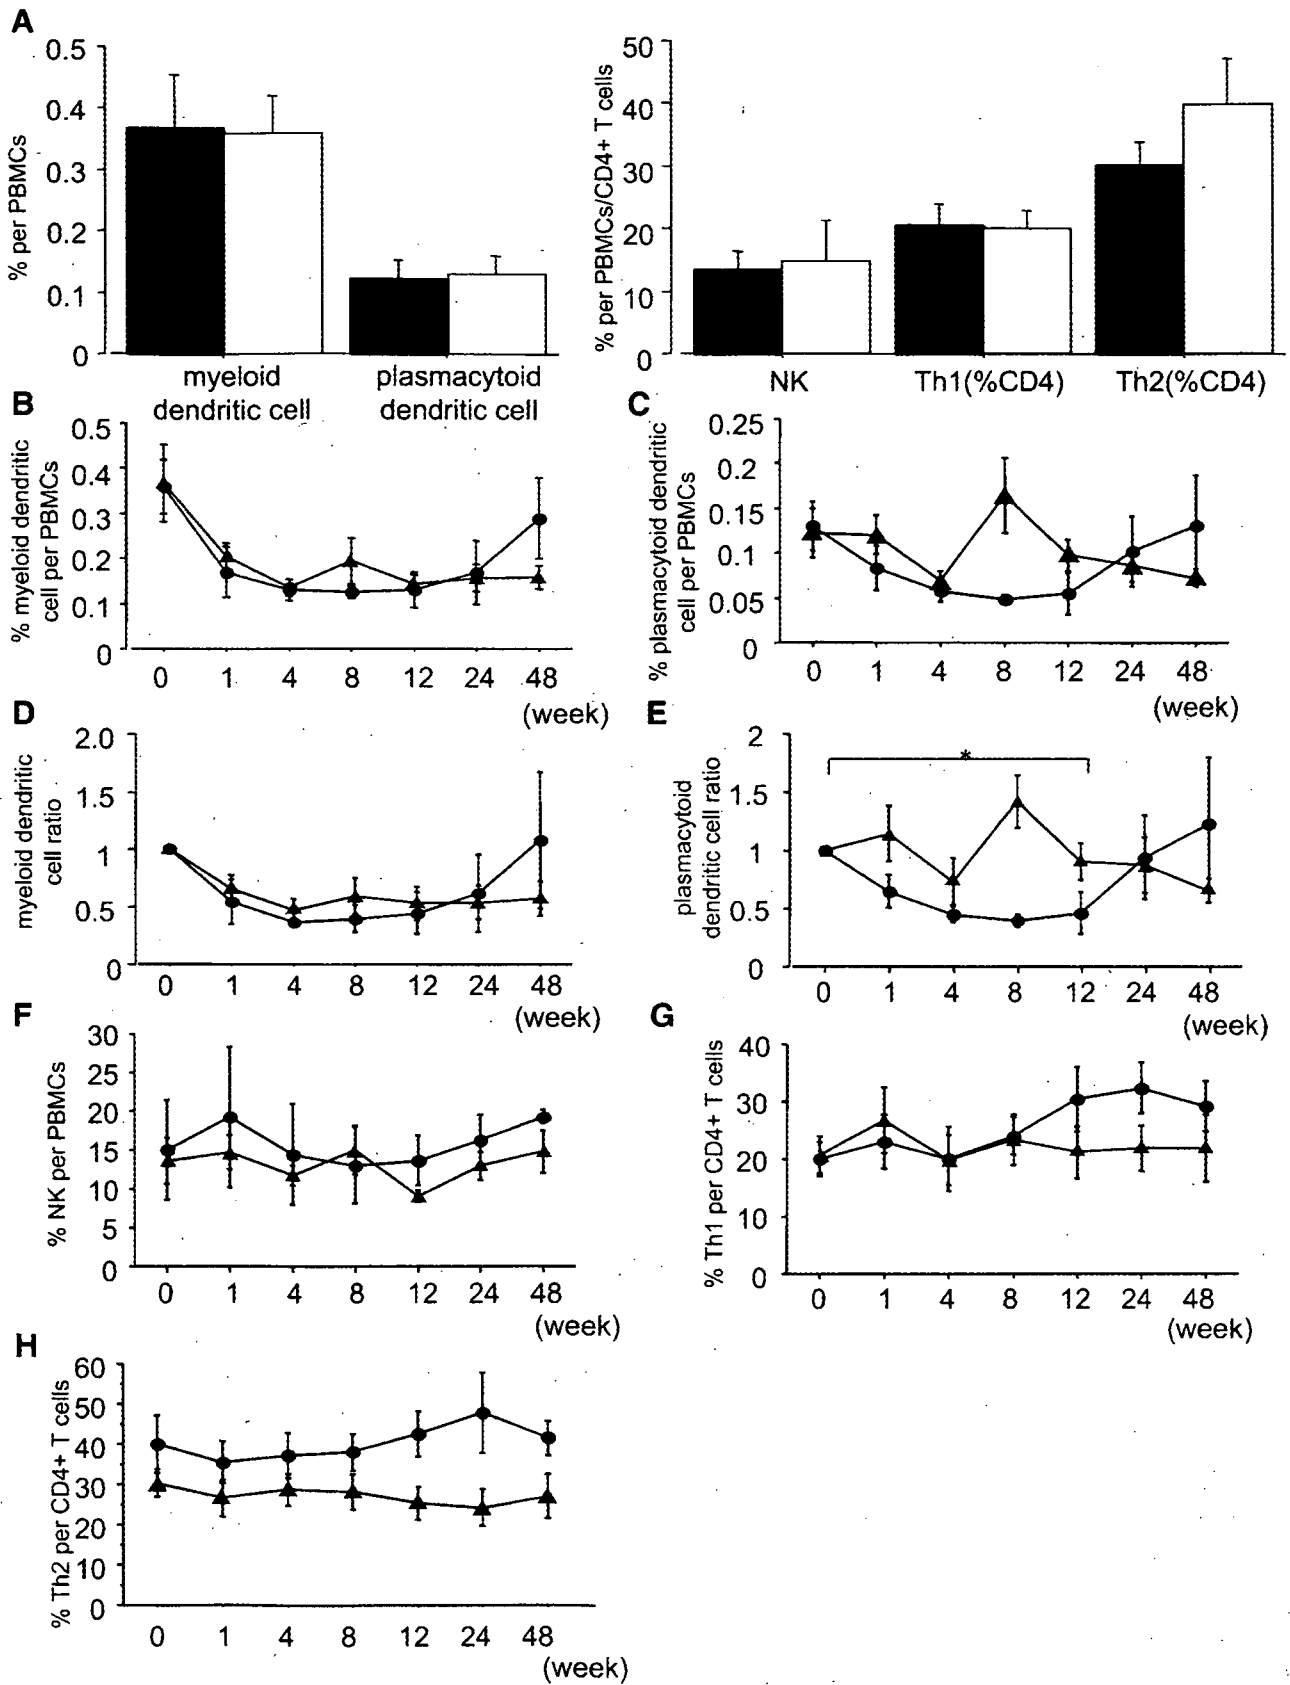 A
0.5
0.4
0.3
0.2
0.1
0
% per PBMCs
myeloid
dendritic cell
plasmacytoid
dendritic cell
50
40
30
20
10
0
% per PBMCs/CD4+ T cells
NK
Th1(%CD4)
Th2(%CD4)
B
0.5
0.4
0.3
0.2
0.1
0
% myeloid dendritic
cell per PBMCs
0 1 4 8 12 24 48
(week)
C
0.25
0.2
0.15
0.1
0.05
0
% plasmacytoid dendritic
cell per PBMCs
0 1 4 8 12 24 48
(week)
D
2.0
1.5
1
0.5
0
myeloid dendritic
cell ratio
0 1 4 8 12 24 48
(week)
E
2
1.5
1
0.5
0
plasmacytoid
dendritic cell ratio
*
0 1 4 8 12 24 48
(week)
F
30
25
20
15
10
5
0
% NK per PBMCs
0 1 4 8 12 24 48
(week)
G
40
30
20
10
0
% Th1 per CD4+ T cells
0 1 4 8 12 24 48
(week)
H
60
50
40
30
20
10
0
% Th2 per CD4+ T cells
0 1 4 8 12 24 48
(week)